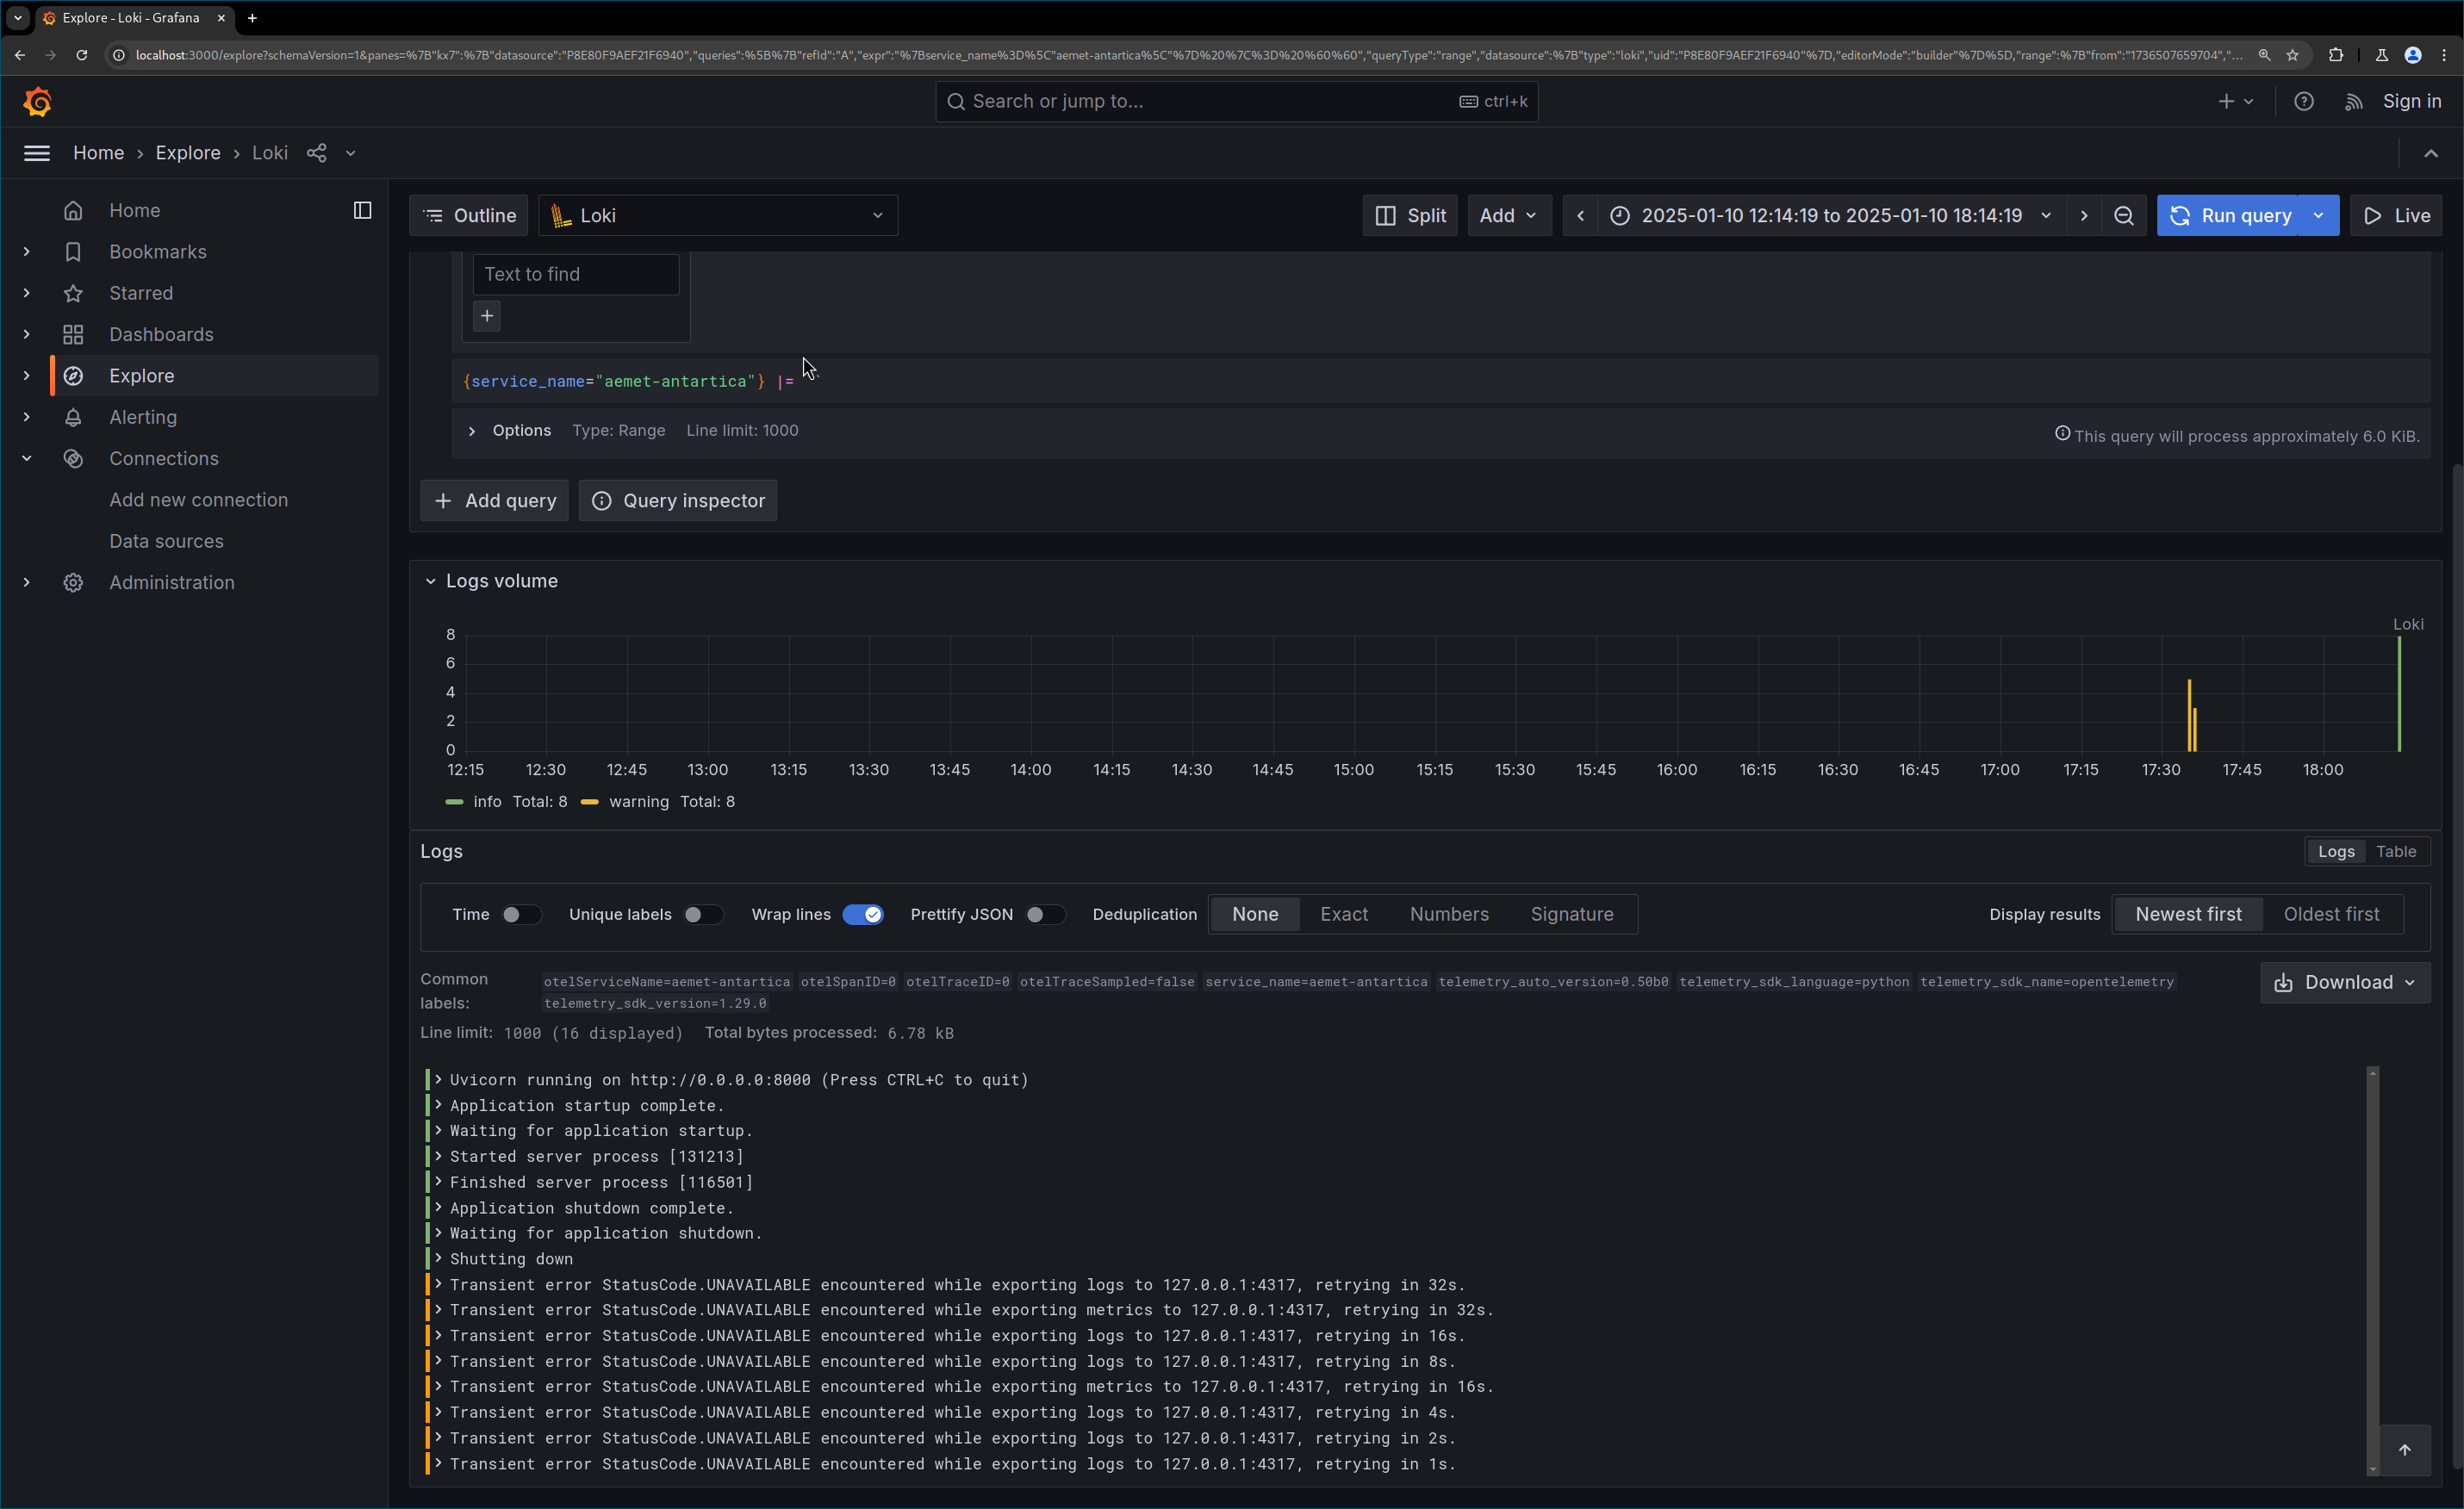 Explore - Loki - Grafana
localhost:3000/explore?schemaVersion=1&panes=%7B"kx7":%7B"datasource":"P8E80F9AEF21F6940","queries":%5B%7B"refId":"A","expr":"%7Bservice_name%3D%5C"aemet-antartica%5C"%7D%20%7C%3D%20%60%60","queryType":"range","datasource":%7B"type":"loki","uid":"P8E80F9AEF21F6940"%7D,"editorMode":"builder"%7D%5D,"range":%7B"from":"1736507659704","...
Search or jump to...
ctrl+k
Sign in
Home > Explore > Loki
Home
Bookmarks
Starred
Dashboards
Explore
Alerting
Connections
Add new connection
Data sources
Administration
Outline
Loki
Split
Add
2025-01-10 12:14:19 to 2025-01-10 18:14:19
Run query
Live
Text to find
+
{service_name="aemet-antartica"} |=
Options Type: Range Line limit: 1000
This query will process approximately 6.0 KiB.
+ Add query
Query inspector
Logs volume
Loki
8
6
4
2
0
12:15 12:30 12:45 13:00 13:15 13:30 13:45 14:00 14:15 14:30 14:45 15:00 15:15 15:30 15:45 16:00 16:15 16:30 16:45 17:00 17:15 17:30 17:45 18:00
info Total: 8 warning Total: 8
Logs
Logs Table
Time Unique labels Wrap lines Prettify JSON Deduplication None Exact Numbers Signature
Display results Newest first Oldest first
Common labels:
otelServiceName=aemet-antartica otelSpanID=0 otelTraceID=0 otelTraceSampled=false service_name=aemet-antartica telemetry_auto_version=0.50b0 telemetry_sdk_language=python telemetry_sdk_name=opentelemetry
telemetry_sdk_version=1.29.0
Download
Line limit: 1000 (16 displayed) Total bytes processed: 6.78 kB
Uvicorn running on http://0.0.0.0:8000 (Press CTRL+C to quit)
Application startup complete.
Waiting for application startup.
Started server process [131213]
Finished server process [116501]
Application shutdown complete.
Waiting for application shutdown.
Shutting down
Transient error StatusCode.UNAVAILABLE encountered while exporting logs to 127.0.0.1:4317, retrying in 32s.
Transient error StatusCode.UNAVAILABLE encountered while exporting metrics to 127.0.0.1:4317, retrying in 32s.
Transient error StatusCode.UNAVAILABLE encountered while exporting logs to 127.0.0.1:4317, retrying in 16s.
Transient error StatusCode.UNAVAILABLE encountered while exporting logs to 127.0.0.1:4317, retrying in 8s.
Transient error StatusCode.UNAVAILABLE encountered while exporting metrics to 127.0.0.1:4317, retrying in 16s.
Transient error StatusCode.UNAVAILABLE encountered while exporting logs to 127.0.0.1:4317, retrying in 4s.
Transient error StatusCode.UNAVAILABLE encountered while exporting logs to 127.0.0.1:4317, retrying in 2s.
Transient error StatusCode.UNAVAILABLE encountered while exporting logs to 127.0.0.1:4317, retrying in 1s.